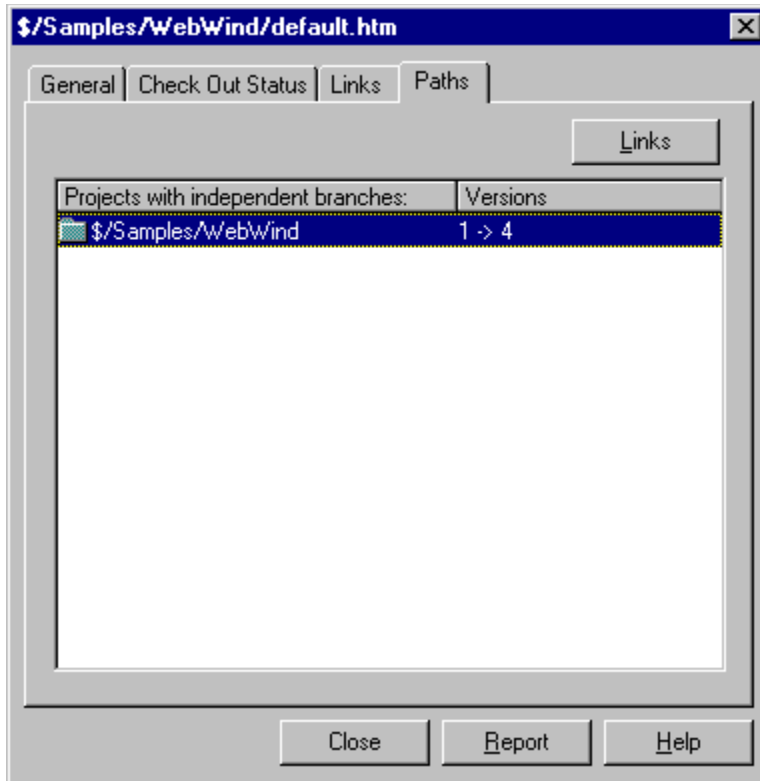 $/Samples/WebWind/default.htm
General Check Out Status Links Paths
Links
Projects with independent branches: Versions
$/Samples/WebWind 1 -> 4
Close Report Help